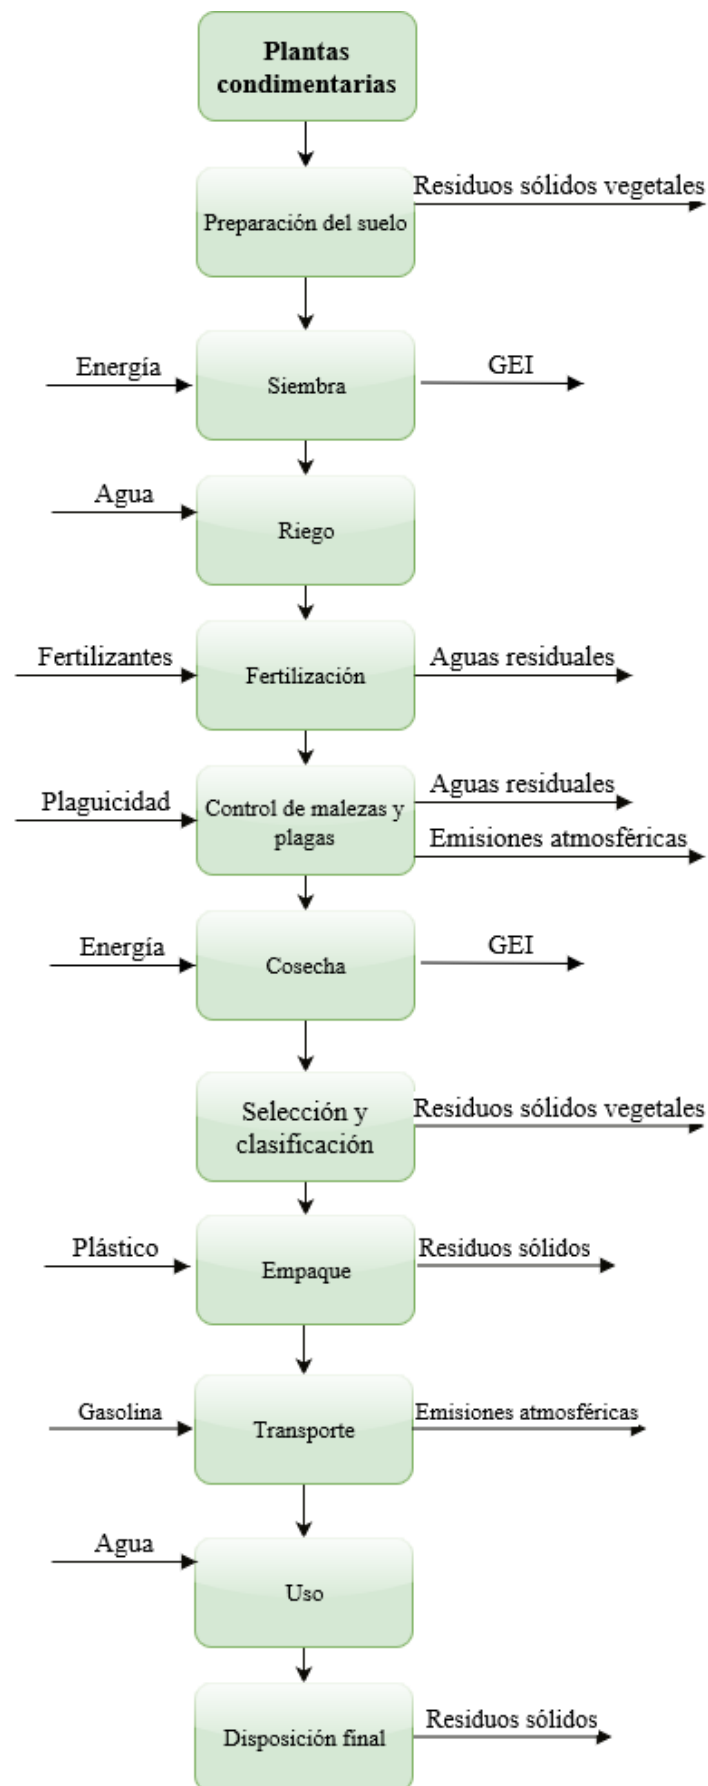 Plantas
condimentarias
Residuos sólidos vegetales
Preparación del suelo
Energía
GEI
Siembra
Agua
Riego
Fertilizantes
Aguas residuales
Fertilización
Plaguicidad
Aguas residuales
Control de malezas y
plagas
Emisiones atmosféricas
Energía
GEI
Cosecha
Selección y
clasificación
Residuos sólidos vegetales
Plástico
Residuos sólidos
Empaque
Gasolina
Emisiones atmosféricas
Transporte
Agua
Uso
Residuos sólidos
Disposición final